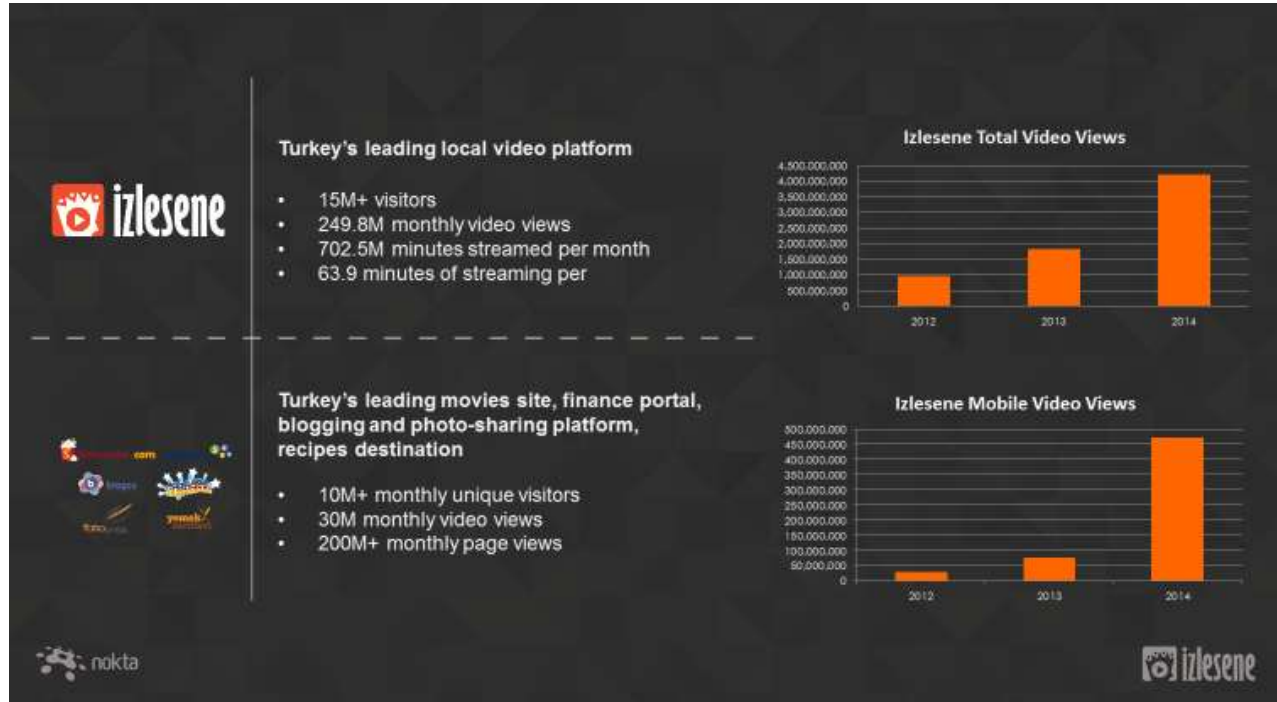 izlesene
Turkey's leading local video platform
• 15M+ visitors
• 249.8M monthly video views
• 702.5M minutes streamed per month
• 63.9 minutes of streaming per
Izlesene Total Video Views
4,500,000,000
4,000,000,000
3,500,000,000
3,000,000,000
2,500,000,000
2,000,000,000
1,500,000,000
1,000,000,000
500,000,000
0
2012 2013 2014
.com
blogcu
yemek
Turkey's leading movies site, finance portal,
blogging and photo-sharing platform,
recipes destination
• 10M+ monthly unique visitors
• 30M monthly video views
• 200M+ monthly page views
Izlesene Mobile Video Views
500,000,000
450,000,000
400,000,000
350,000,000
300,000,000
250,000,000
200,000,000
150,000,000
100,000,000
50,000,000
0
2012 2013 2014
nokta
izlesene